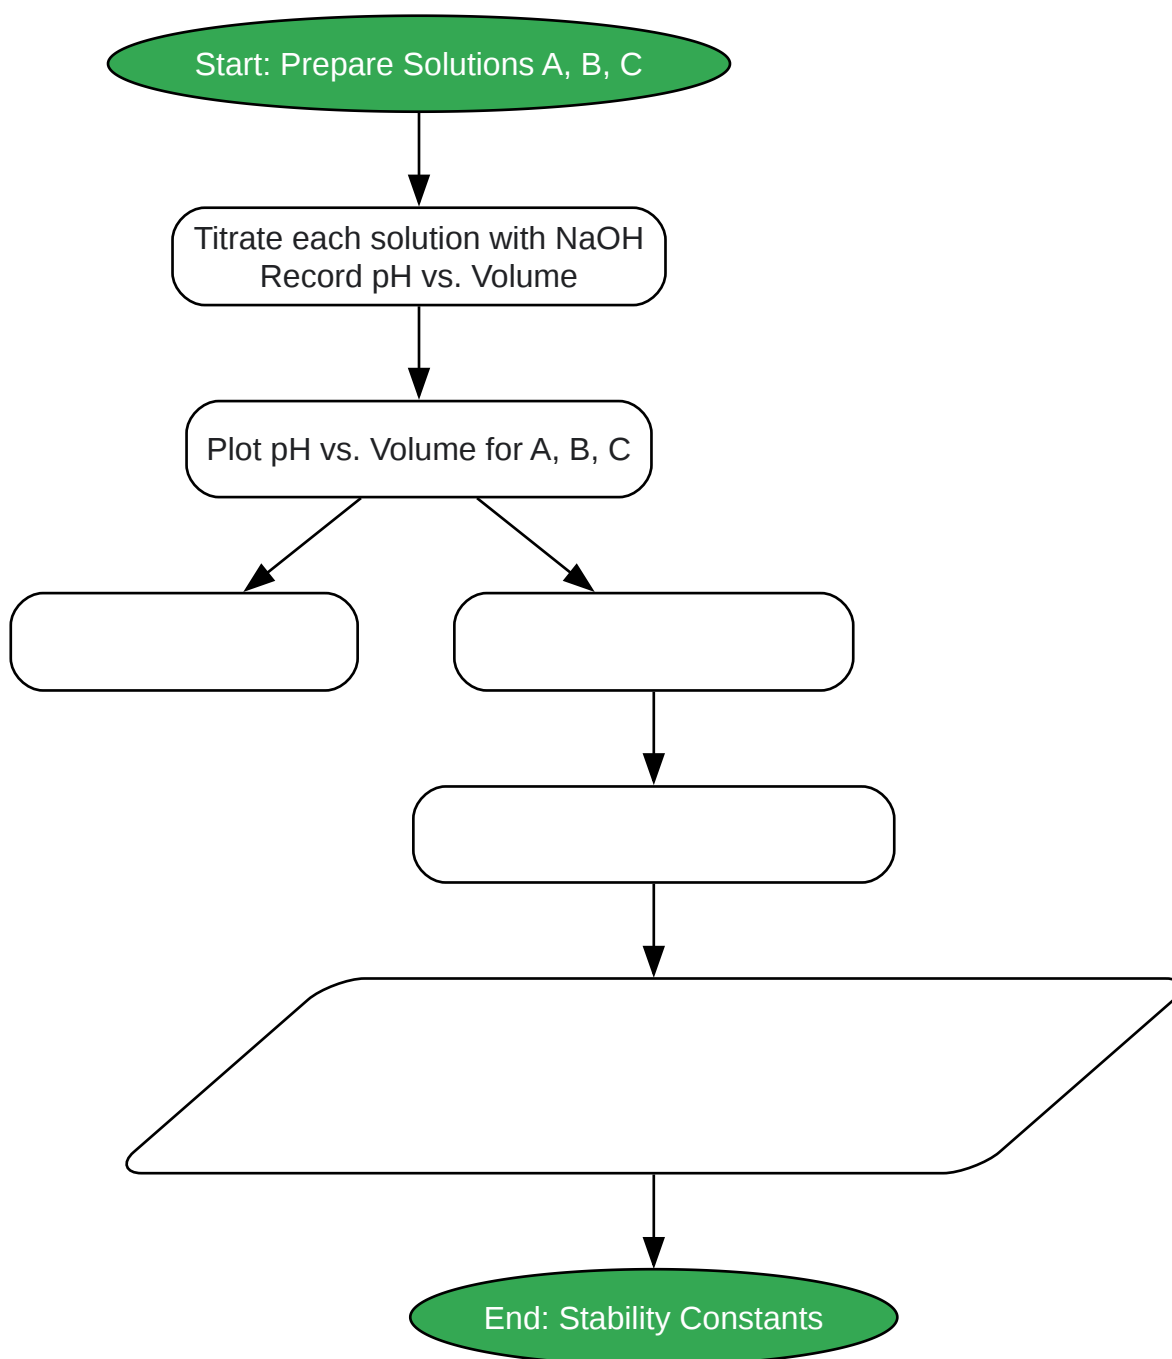 Start: Prepare Solutions A, B, C
Titrate each solution with NaOH
Record pH vs. Volume
Plot pH vs. Volume for A, B, C
End: Stability Constants